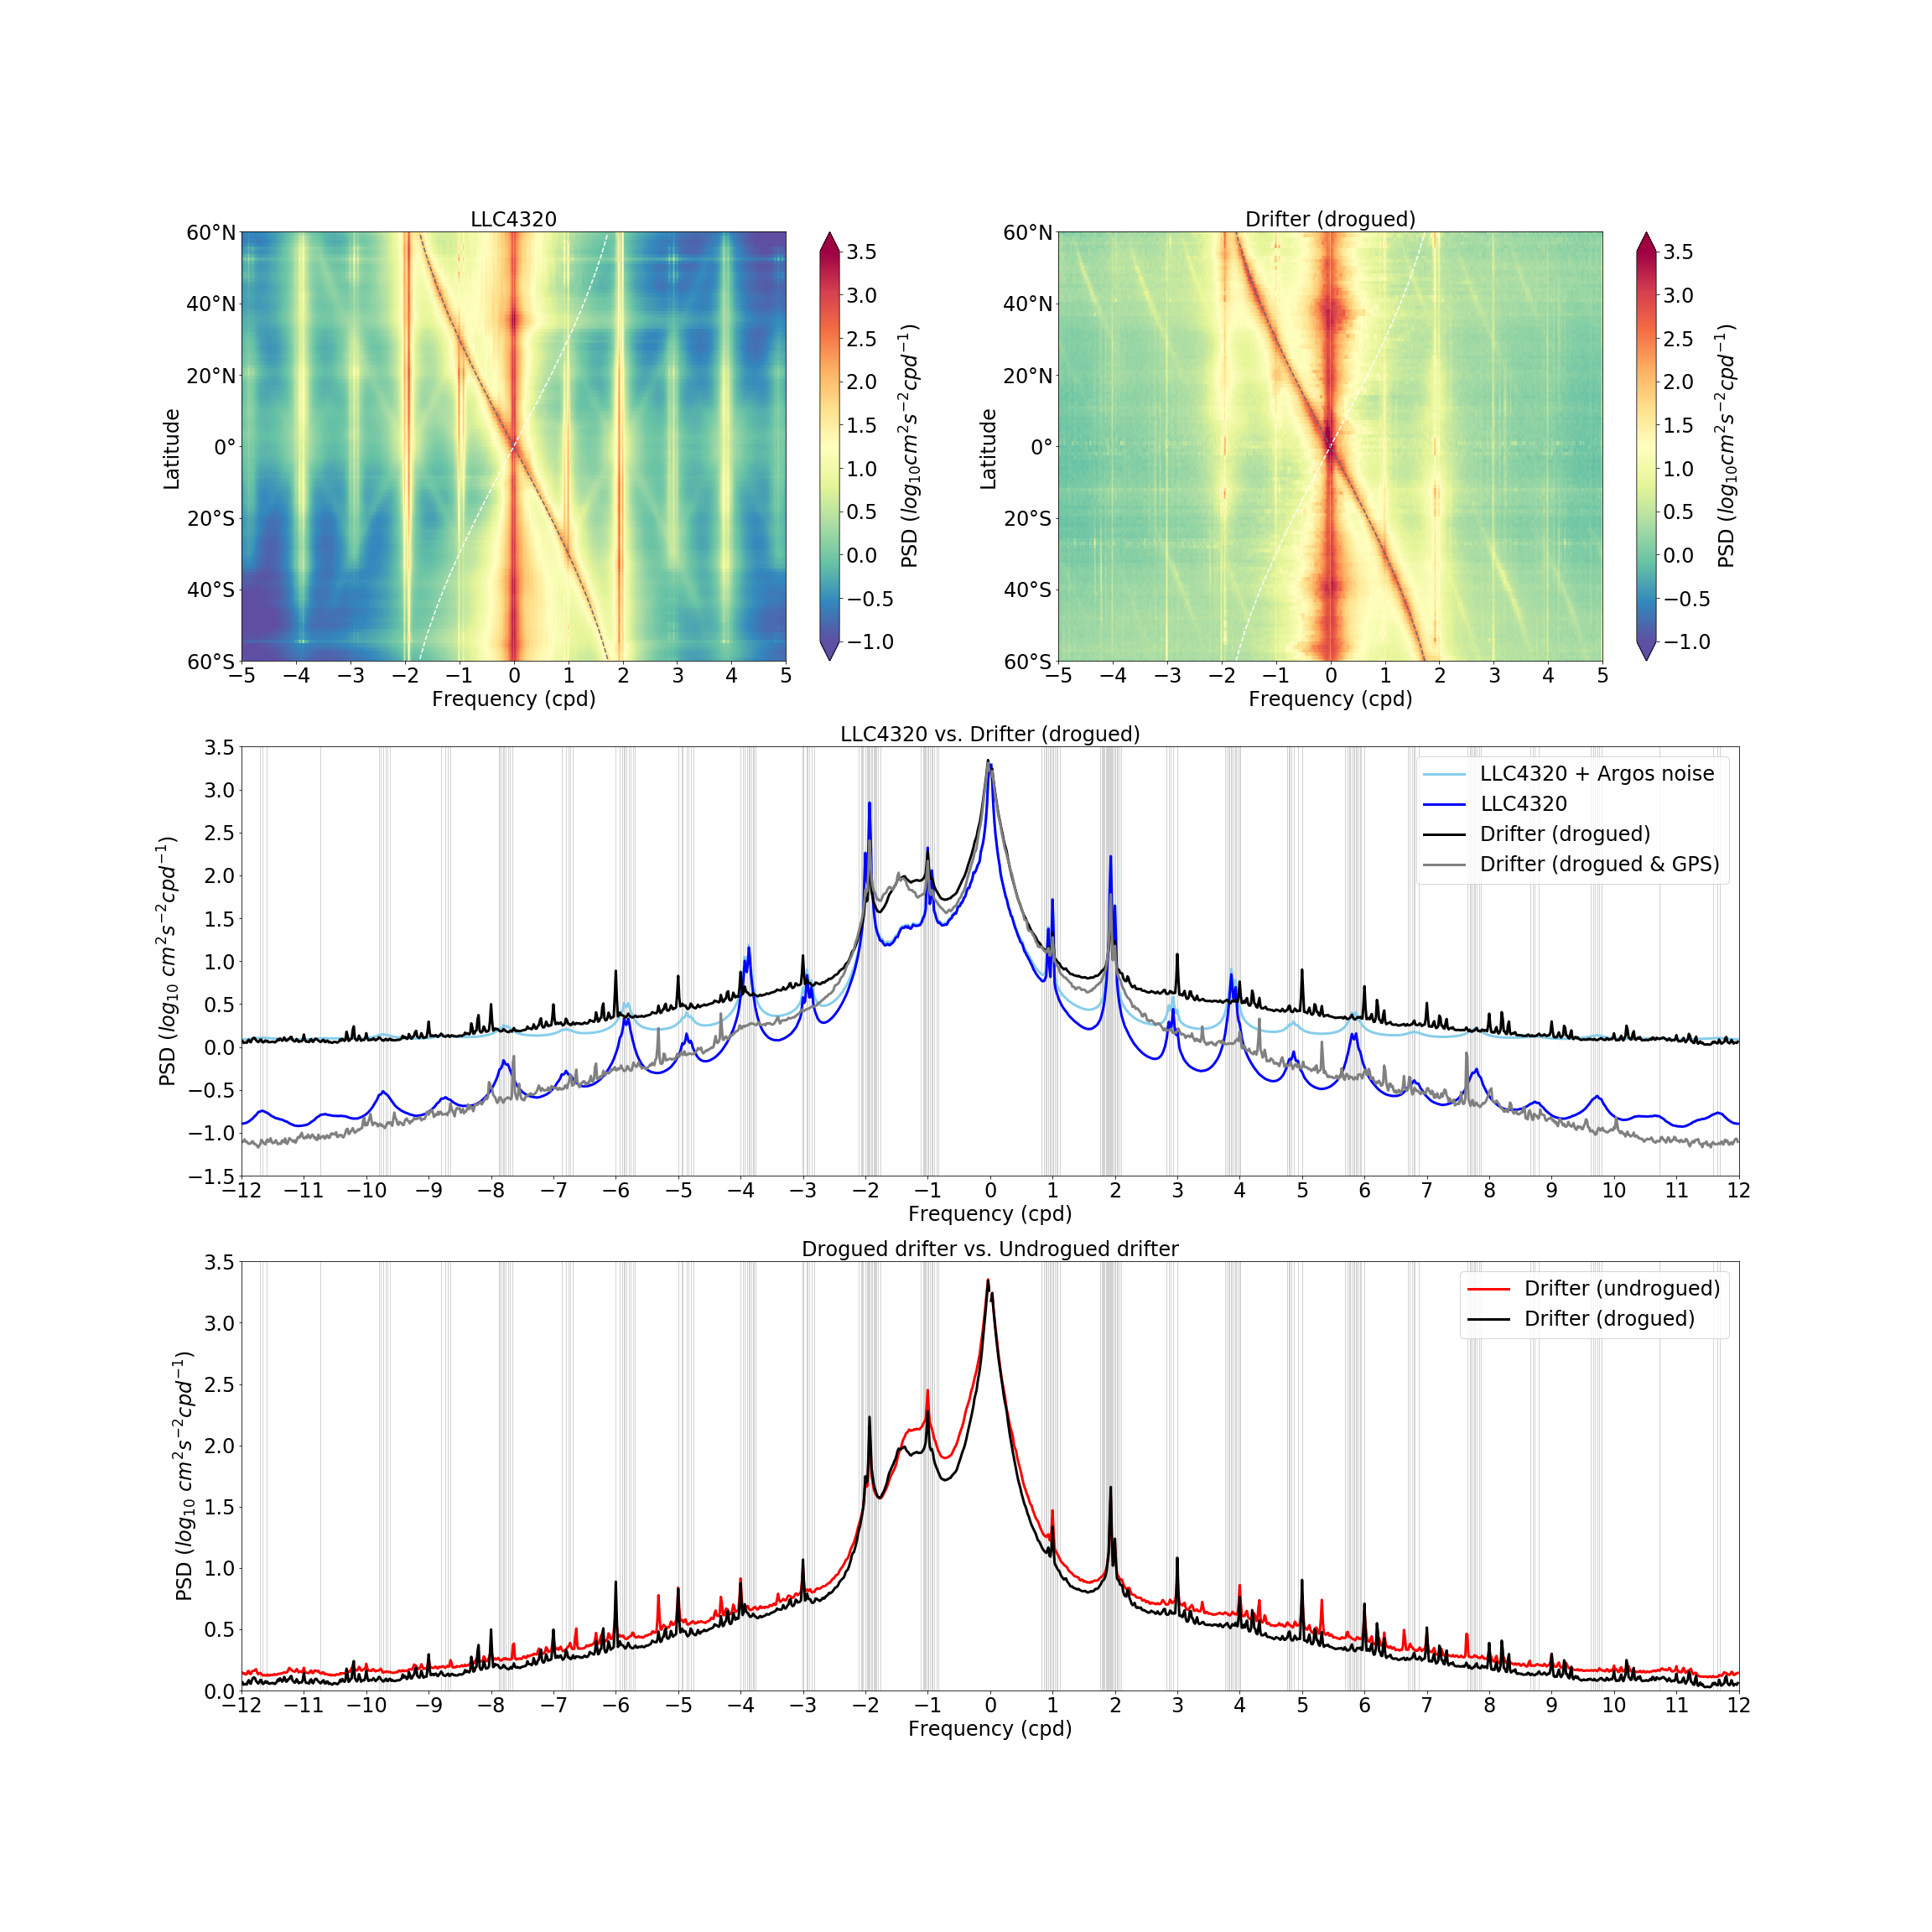 LLC4320
60°N
40°N
20°N
0°
20°S
40°S
60°S
Latitude
−5 −4 −3 −2 −1 0 1 2 3 4 5
Frequency (cpd)
3.5
3.0
2.5
2.0
1.5
1.0
0.5
0.0
−0.5
−1.0
PSD (log₁₀cm²s⁻²cpd⁻¹)
Drifter (drogued)
60°N
40°N
20°N
0°
20°S
40°S
60°S
Latitude
−5 −4 −3 −2 −1 0 1 2 3 4 5
Frequency (cpd)
3.5
3.0
2.5
2.0
1.5
1.0
0.5
0.0
−0.5
−1.0
PSD (log₁₀cm²s⁻²cpd⁻¹)
LLC4320 vs. Drifter (drogued)
3.5
3.0
2.5
2.0
1.5
1.0
0.5
0.0
−0.5
−1.0
−1.5
PSD (log₁₀ cm²s⁻²cpd⁻¹)
LLC4320 + Argos noise
LLC4320
Drifter (drogued)
Drifter (drogued & GPS)
−12 −11 −10 −9 −8 −7 −6 −5 −4 −3 −2 −1 0 1 2 3 4 5 6 7 8 9 10 11 12
Frequency (cpd)
Drogued drifter vs. Undrogued drifter
3.5
3.0
2.5
2.0
1.5
1.0
0.5
0.0
PSD (log₁₀ cm²s⁻²cpd⁻¹)
Drifter (undrogued)
Drifter (drogued)
−12 −11 −10 −9 −8 −7 −6 −5 −4 −3 −2 −1 0 1 2 3 4 5 6 7 8 9 10 11 12
Frequency (cpd)